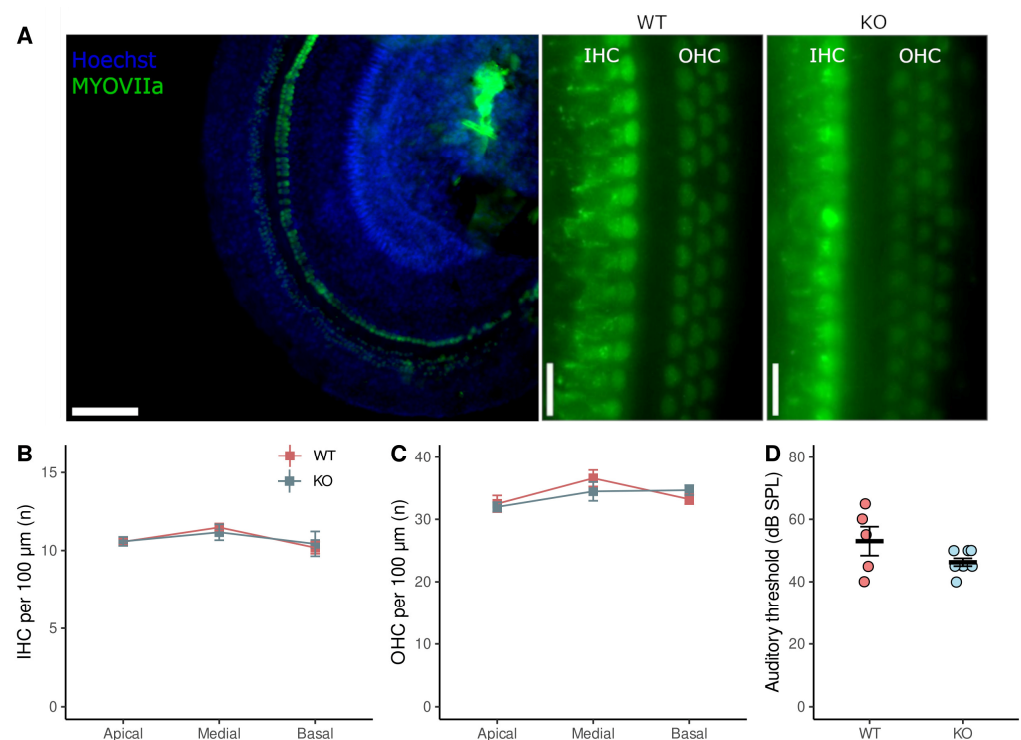 A
Hoechst
MYOVIIa
WT
KO
IHC OHC
IHC OHC
B
WT
KO
IHC per 100 µm (n)
15
10
5
0
Apical Medial Basal
C
OHC per 100 µm (n)
40
30
20
10
0
Apical Medial Basal
D
Auditory threshold (dB SPL)
80
60
40
20
0
WT KO